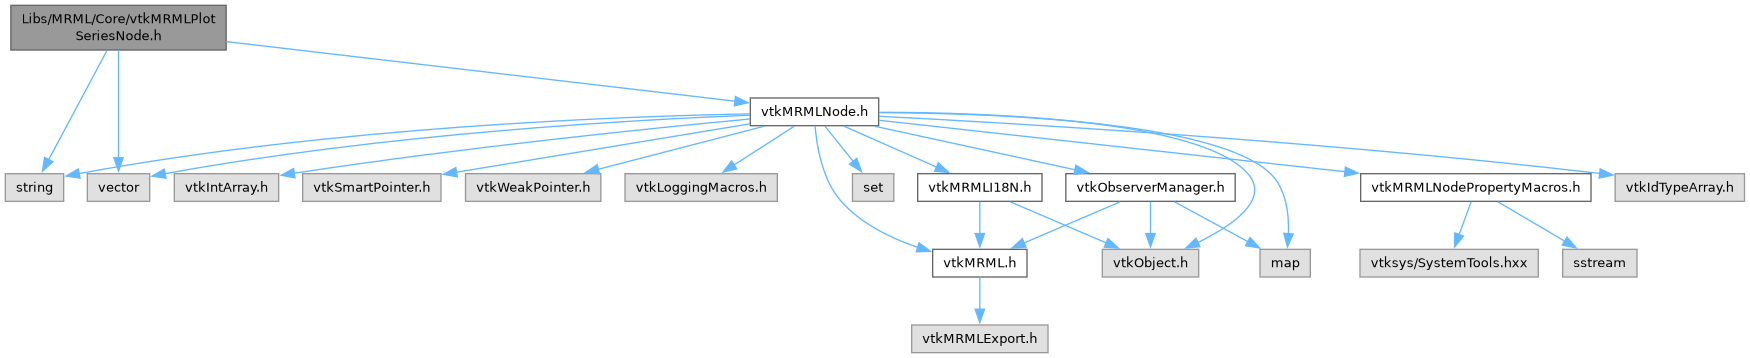 Libs/MRML/Core/vtkMRMLPlot
SeriesNode.h
vtkMRMLNode.h
string
vector
vtkIntArray.h
vtkSmartPointer.h
vtkWeakPointer.h
vtkLoggingMacros.h
set
vtkMRMLI18N.h
vtkObserverManager.h
vtkMRMLNodePropertyMacros.h
vtkIdTypeArray.h
vtkMRML.h
vtkObject.h
map
vtksys/SystemTools.hxx
sstream
vtkMRMLExport.h